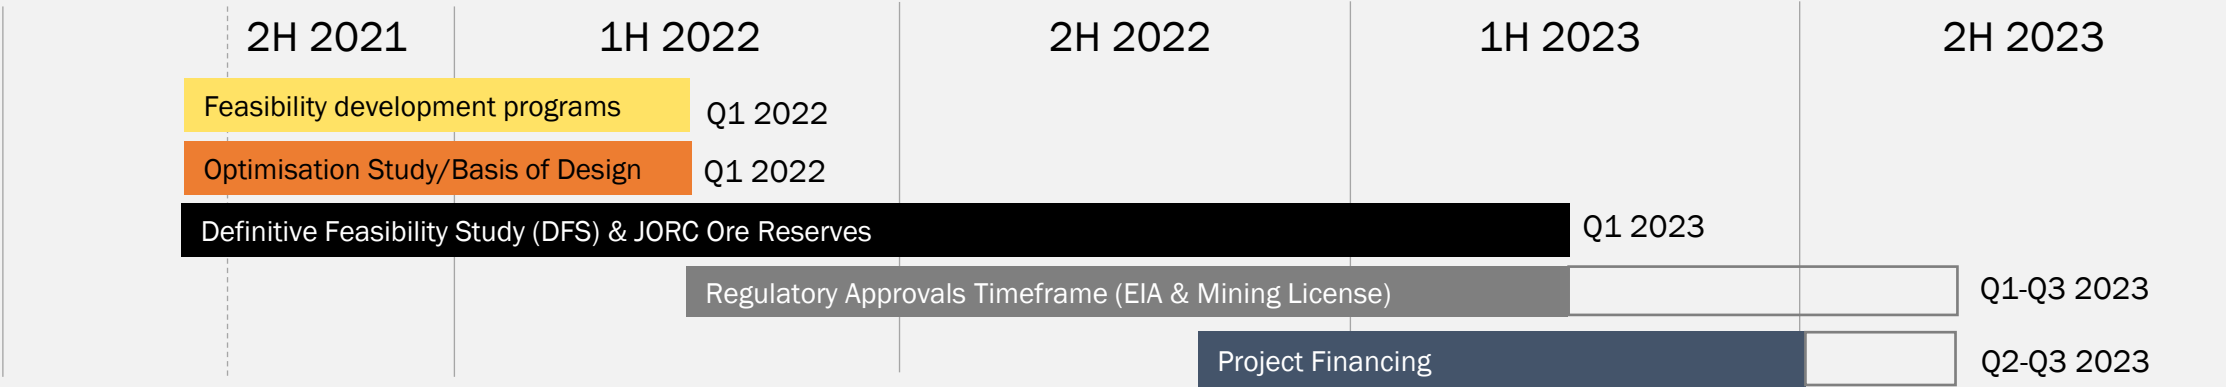 2H 2021 1H 2022 2H 2022 1H 2023 2H 2023
Feasibility development programs Q1 2022
Optimisation Study/Basis of Design Q1 2022
Definitive Feasibility Study (DFS) & JORC Ore Reserves Q1 2023
Regulatory Approvals Timeframe (EIA & Mining License) Q1-Q3 2023
Project Financing Q2-Q3 2023